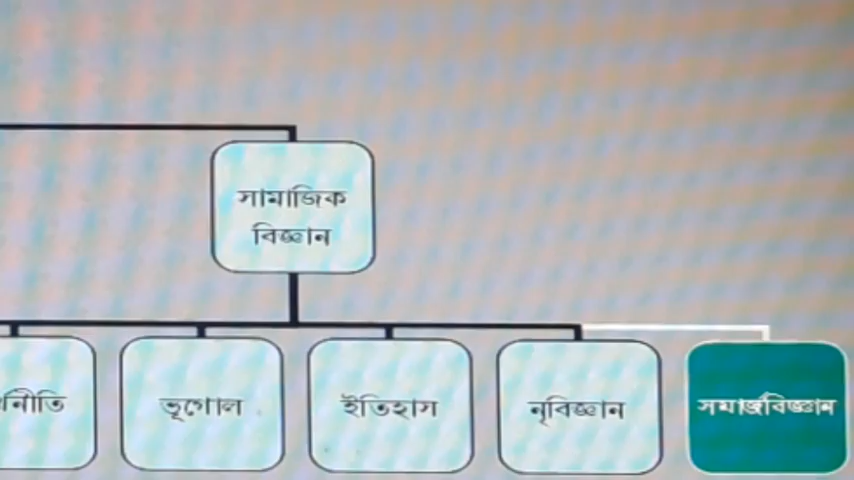 সামাজিক
বিজ্ঞান
ভূগোল
ইতিহাস
নৃবিজ্ঞান
সমাজবিজ্ঞান